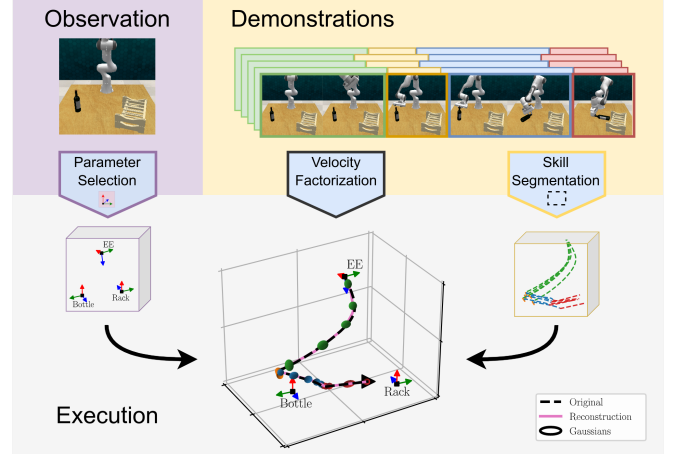 Observation
Demonstrations
Parameter
Selection
Velocity
Factorization
Skill
Segmentation
EE
Bottle
Rack
EE
Bottle
Rack
Execution
Original
Reconstruction
Gaussians